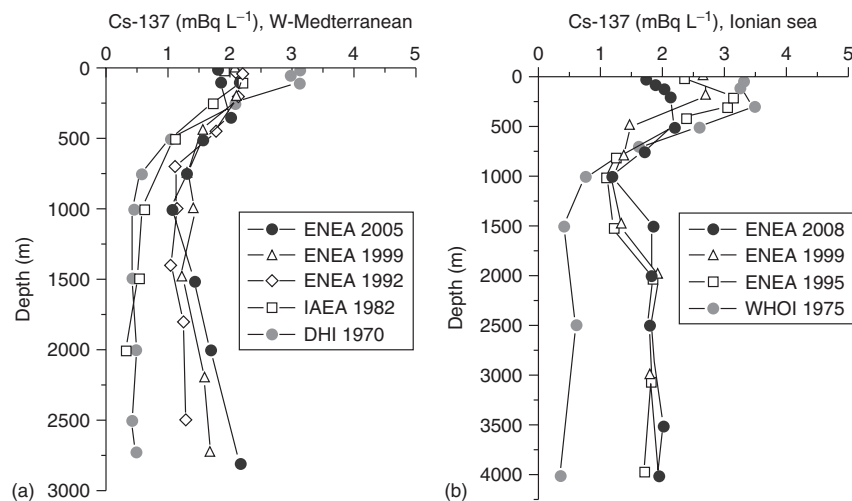 Cs-137 (mBq L⁻¹), W-Mediterranean
0 1 2 3 4 5
0
500
1000
1500
2000
2500
3000
Depth (m)
ENEA 2005
ENEA 1999
ENEA 1992
IAEA 1982
DHI 1970
(a)
Cs-137 (mBq L⁻¹), Ionian sea
0 1 2 3 4 5
0
500
1000
1500
2000
2500
3000
3500
4000
Depth (m)
ENEA 2008
ENEA 1999
ENEA 1995
WHOI 1975
(b)